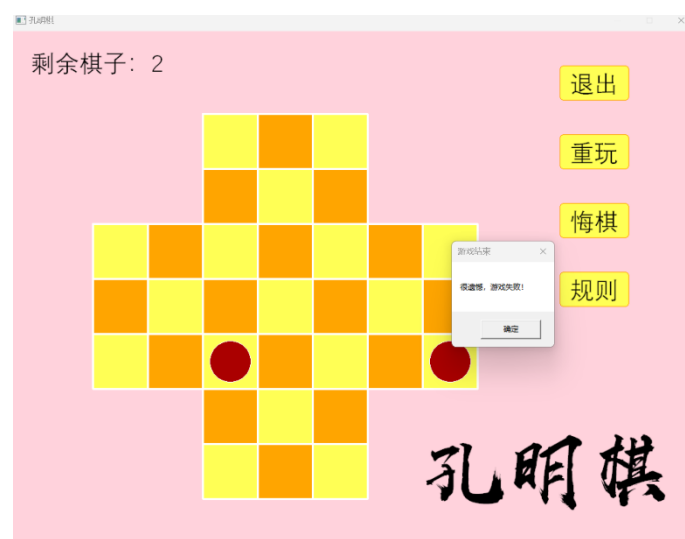 孔明棋
剩余棋子：2
退出
重玩
悔棋
游戏结束
很遗憾，游戏失败！
规则
确定
孔明棋